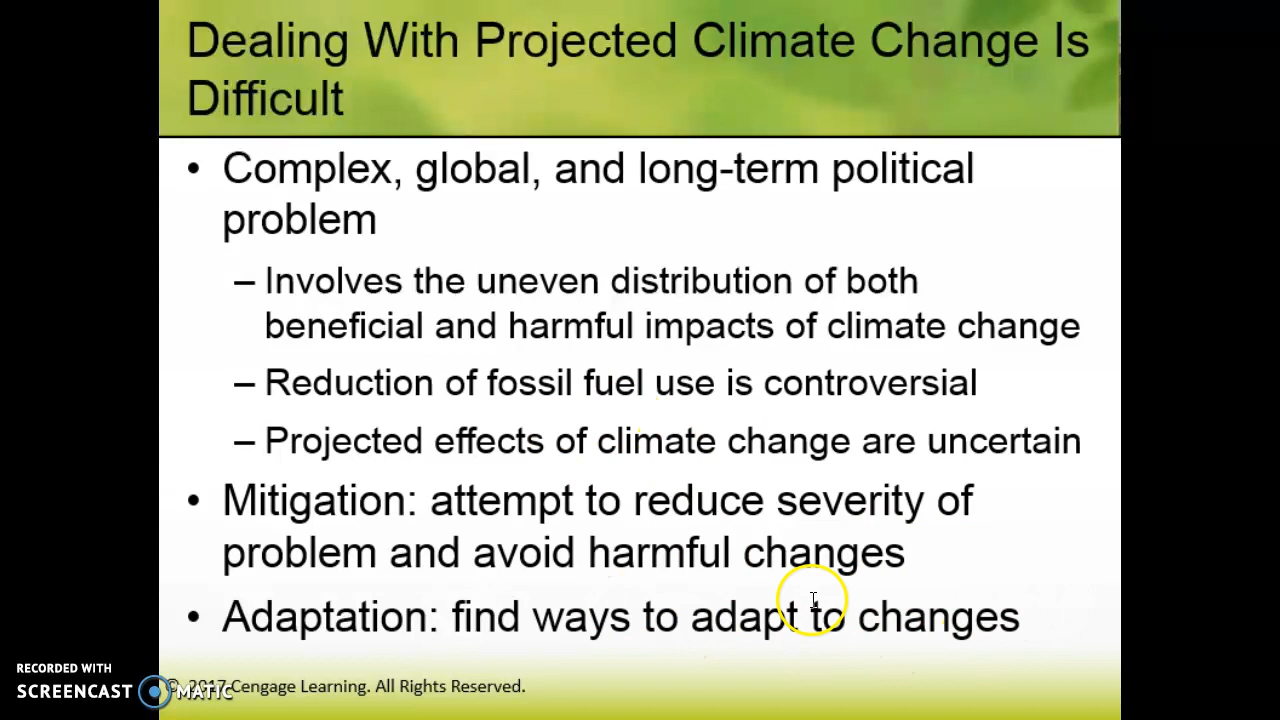 Dealing With Projected Climate Change Is
Difficult
• Complex, global, and long-term political
problem
– Involves the uneven distribution of both
beneficial and harmful impacts of climate change
– Reduction of fossil fuel use is controversial
– Projected effects of climate change are uncertain
• Mitigation: attempt to reduce severity of
problem and avoid harmful changes
• Adaptation: find ways to adapt to changes
© 2017 Cengage Learning. All Rights Reserved.
RECORDED WITH
SCREENCAST MATIC